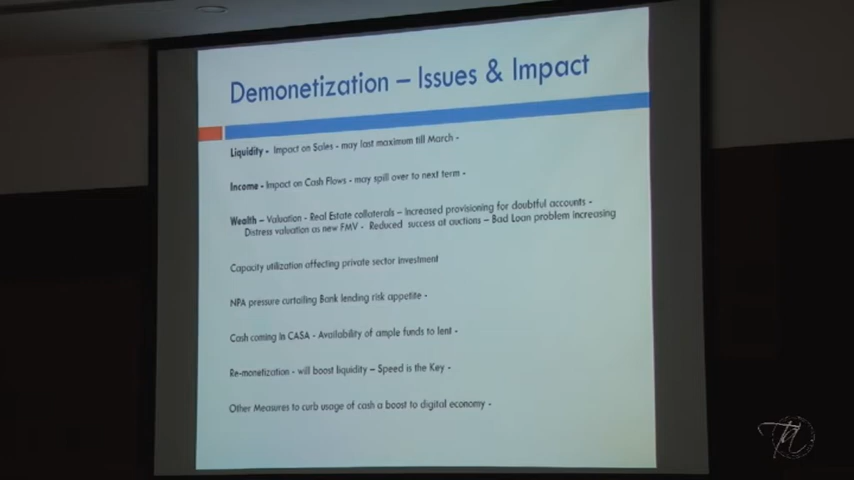 Demonetization – Issues & Impact
Liquidity - Impact on Sales - may last maximum till March -
Income - Impact on Cash Flows - may spill over to next term -
Wealth – Valuation - Real Estate collaterals – Increased provisioning for doubtful accounts -
Distress valuation as new FMV - Reduced success at auctions – Bad Loan problem increasing
Capacity utilization affecting private sector investment
NPA pressure curtailing Bank lending risk appetite -
Cash coming in CASA - Availability of ample funds to lent -
Re-monetization - will boost liquidity – Speed is the Key -
Other Measures to curb usage of cash a boost to digital economy -